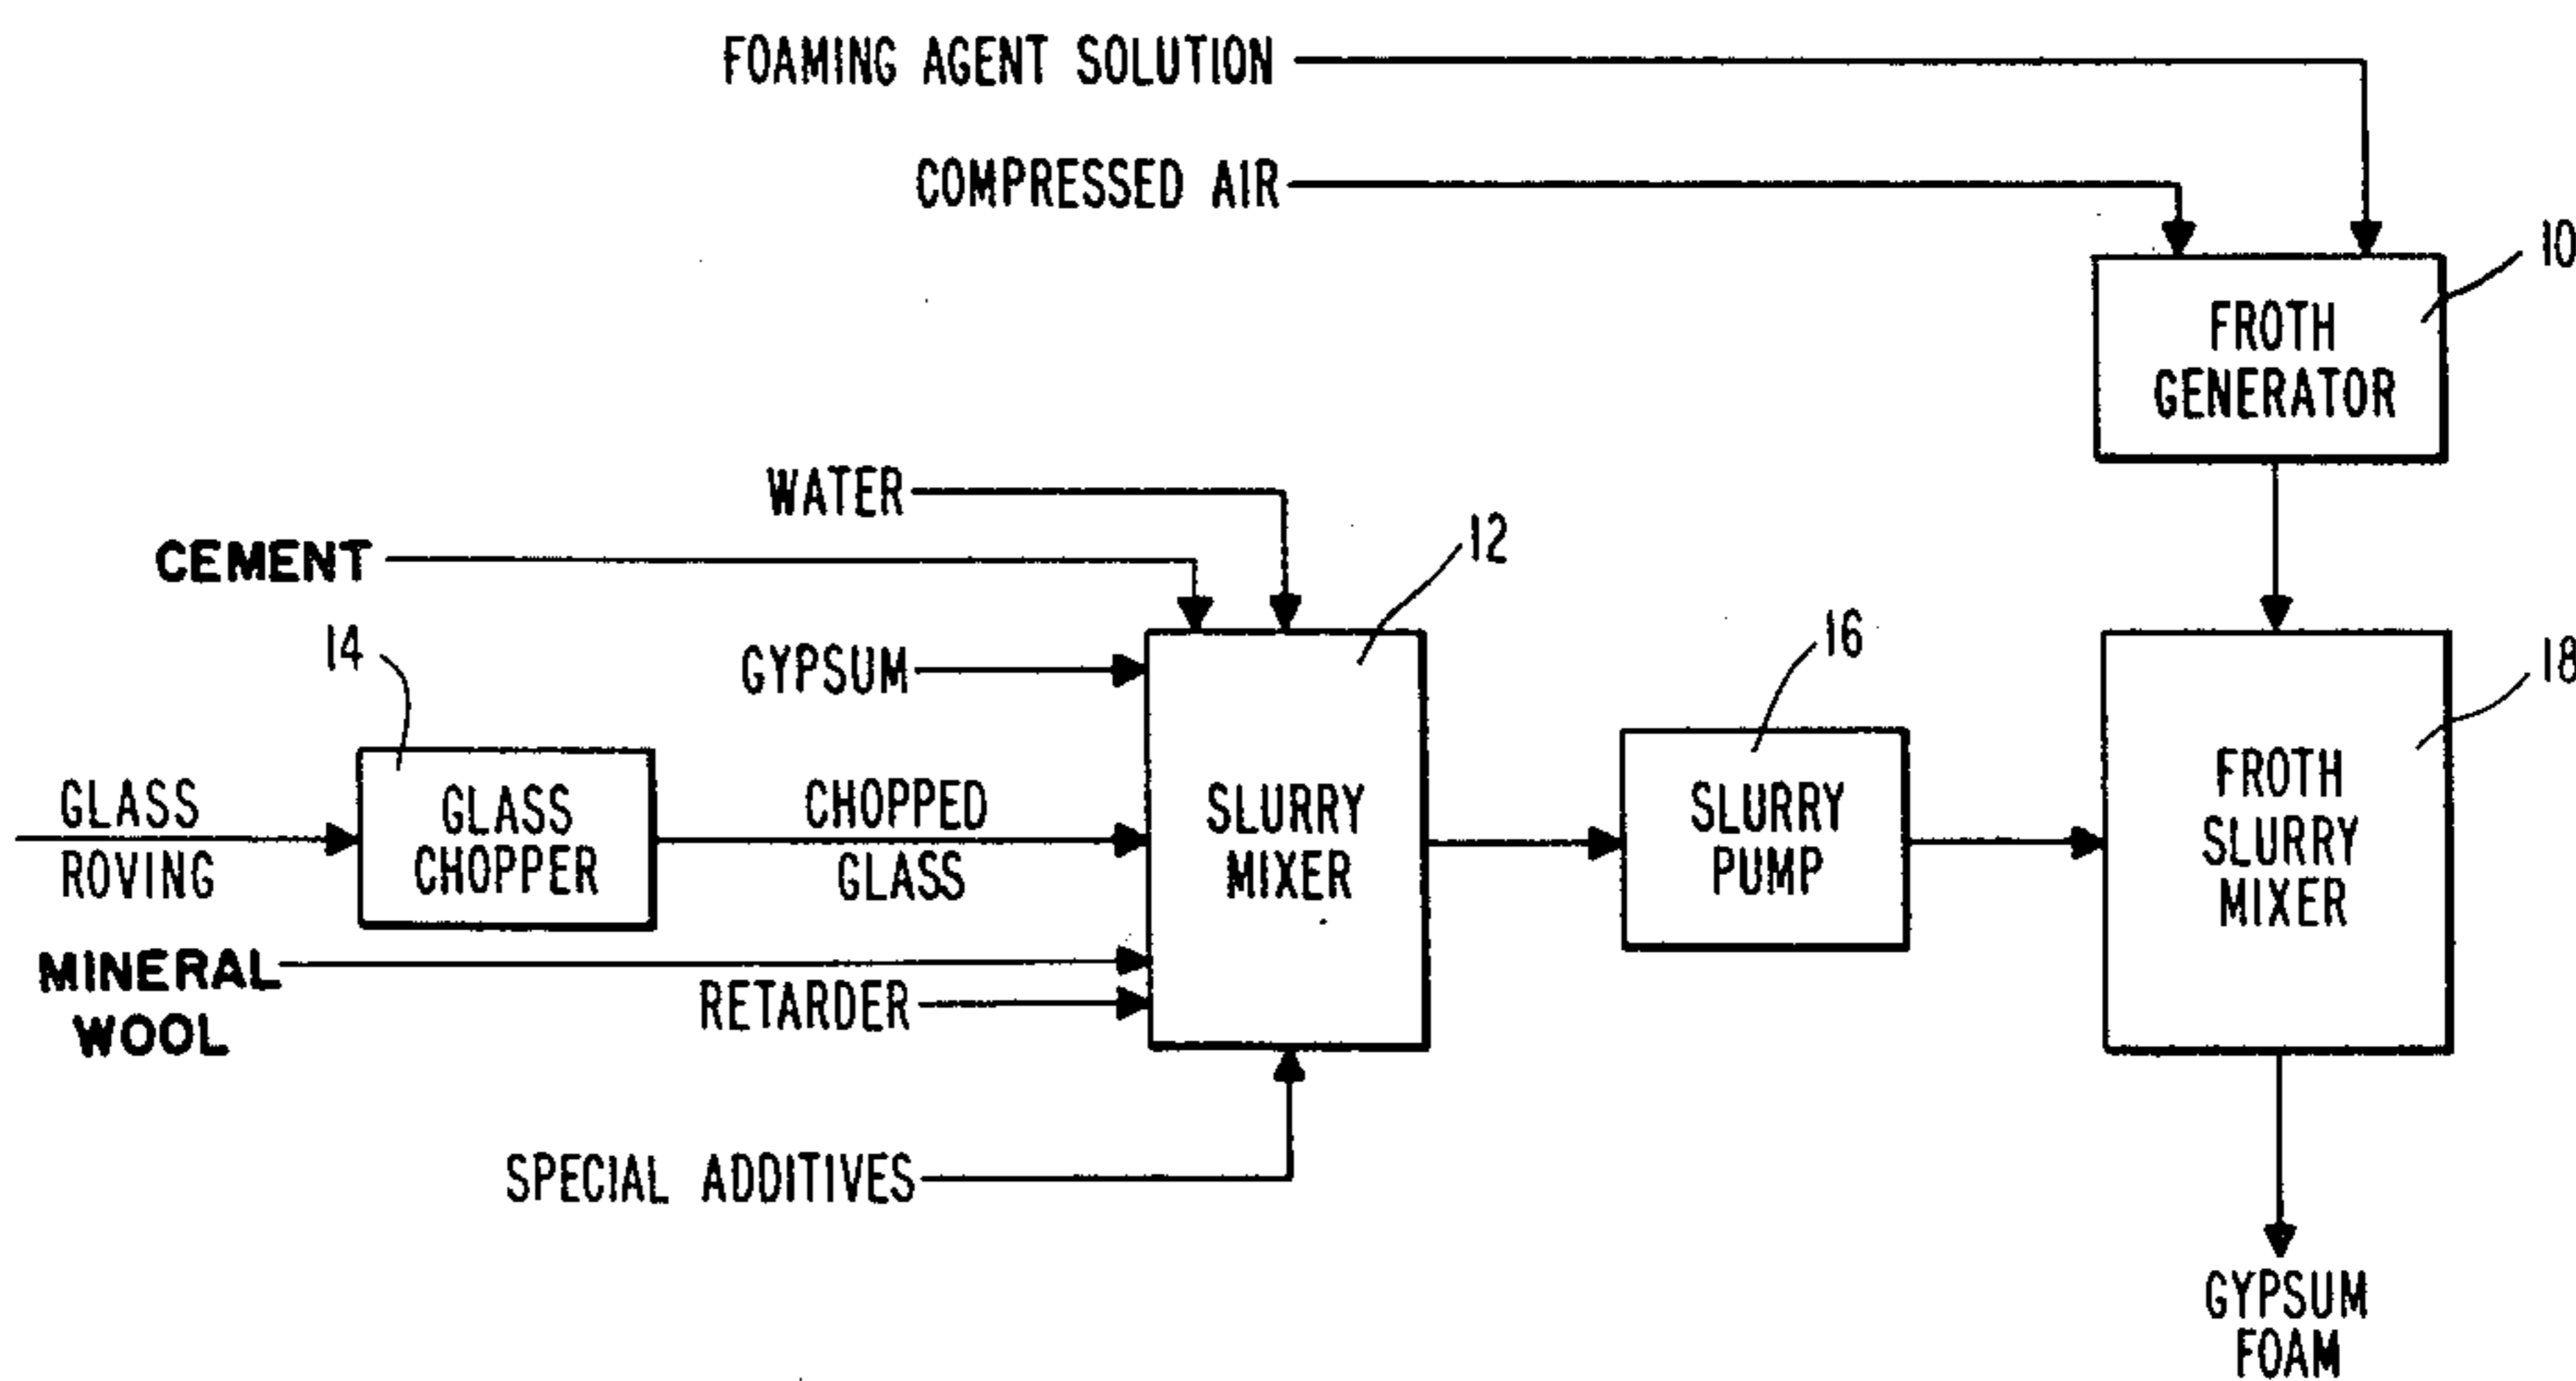 FOAMING AGENT SOLUTION
COMPRESSED AIR
10
FROTH
GENERATOR
WATER
12
CEMENT
14
GYPSUM
16
18
GLASS
ROVING
GLASS
CHOPPER
CHOPPED
GLASS
SLURRY
MIXER
SLURRY
PUMP
FROTH
SLURRY
MIXER
MINERAL
WOOL
RETARDER
SPECIAL ADDITIVES
GYPSUM
FOAM